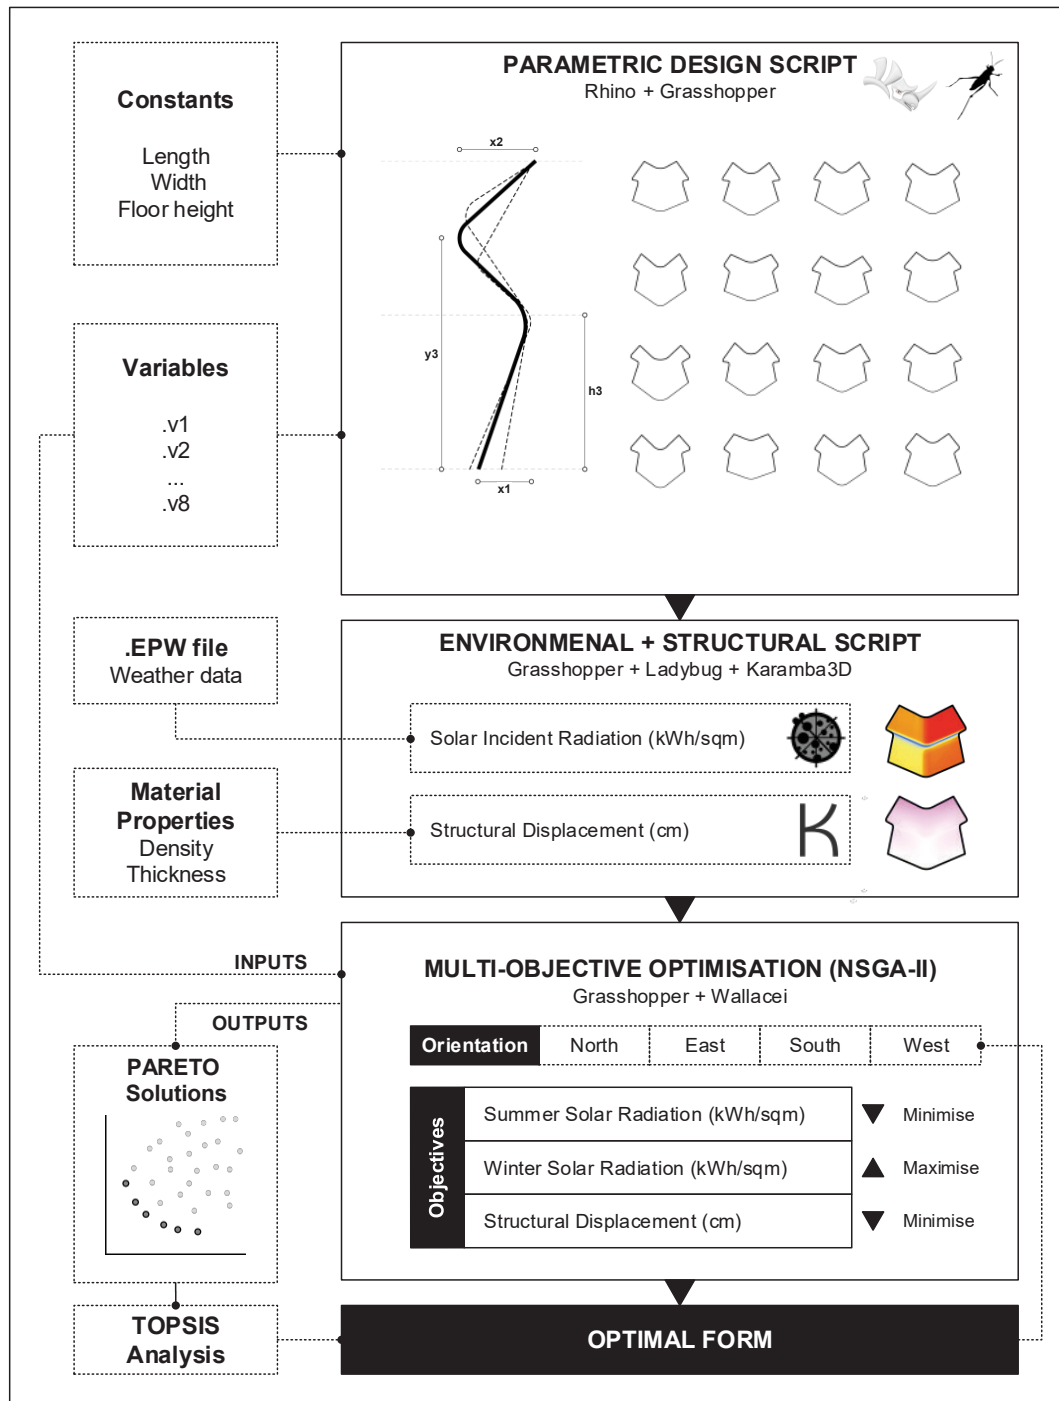 Constants
Length
Width
Floor height
PARAMETRIC DESIGN SCRIPT
Rhino + Grasshopper
x2
y3
h3
x1
Variables
.v1
.v2
...
.v8
.EPW file
Weather data
ENVIRONMENAL + STRUCTURAL SCRIPT
Grasshopper + Ladybug + Karamba3D
Solar Incident Radiation (kWh/sqm)
Material
Properties
Density
Thickness
Structural Displacement (cm)
INPUTS
OUTPUTS
MULTI-OBJECTIVE OPTIMISATION (NSGA-II)
Grasshopper + Wallacei
Orientation
North
East
South
West
Objectives
Summer Solar Radiation (kWh/sqm)
Minimise
Winter Solar Radiation (kWh/sqm)
Maximise
Structural Displacement (cm)
Minimise
PARETO
Solutions
TOPSIS
Analysis
OPTIMAL FORM